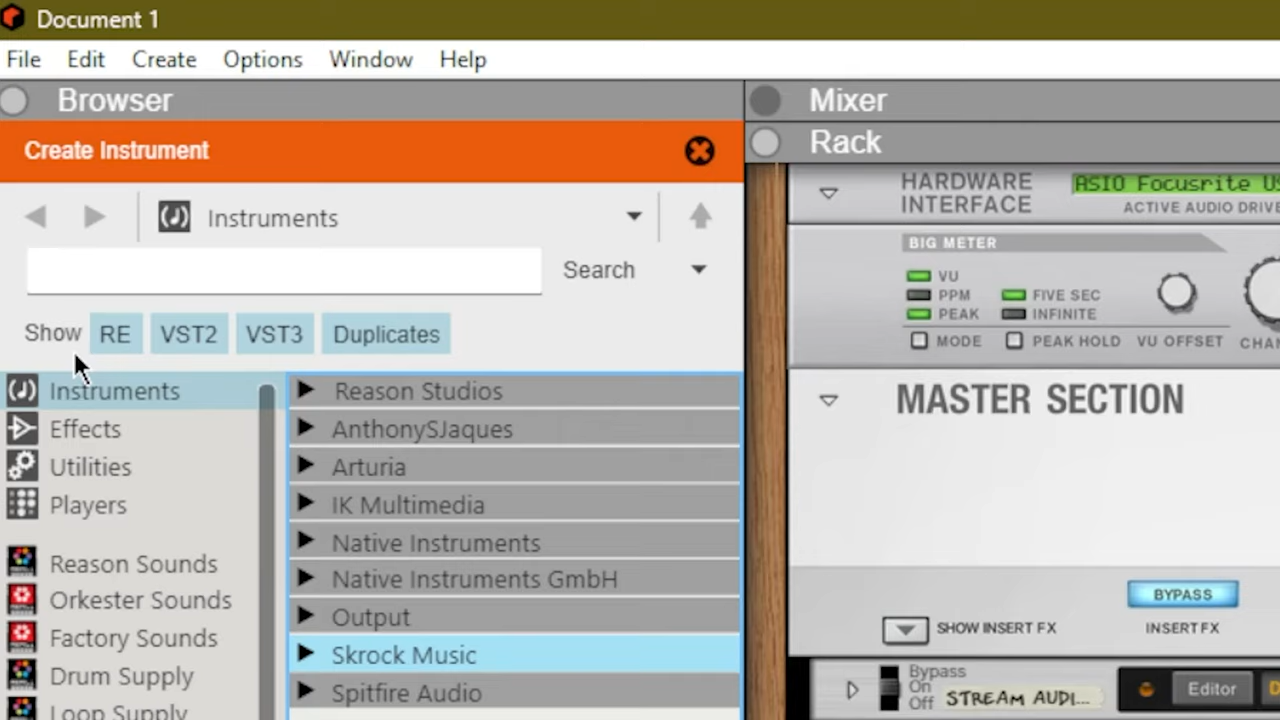 Document 1
File Edit Create Options Window Help
Browser
Create Instrument
Instruments
Search
Show RE VST2 VST3 Duplicates
Instruments
Effects
Utilities
Players
Reason Sounds
Orkester Sounds
Factory Sounds
Drum Supply
Loop Supply
Reason Studios
AnthonySJaques
Arturia
IK Multimedia
Native Instruments
Native Instruments GmbH
Output
Skrock Music
Spitfire Audio
Mixer
Rack
HARDWARE
INTERFACE
ASIO Focusrite
ACTIVE AUDIO
BIG METER
VU
PPM
PEAK
FIVE SEC
INFINITE
MODE PEAK HOLD VU OFFSET
MASTER SECTION
BYPASS
SHOW INSERT FX INSERT FX
Bypass
On
Off
STREAM AUDI...
Editor